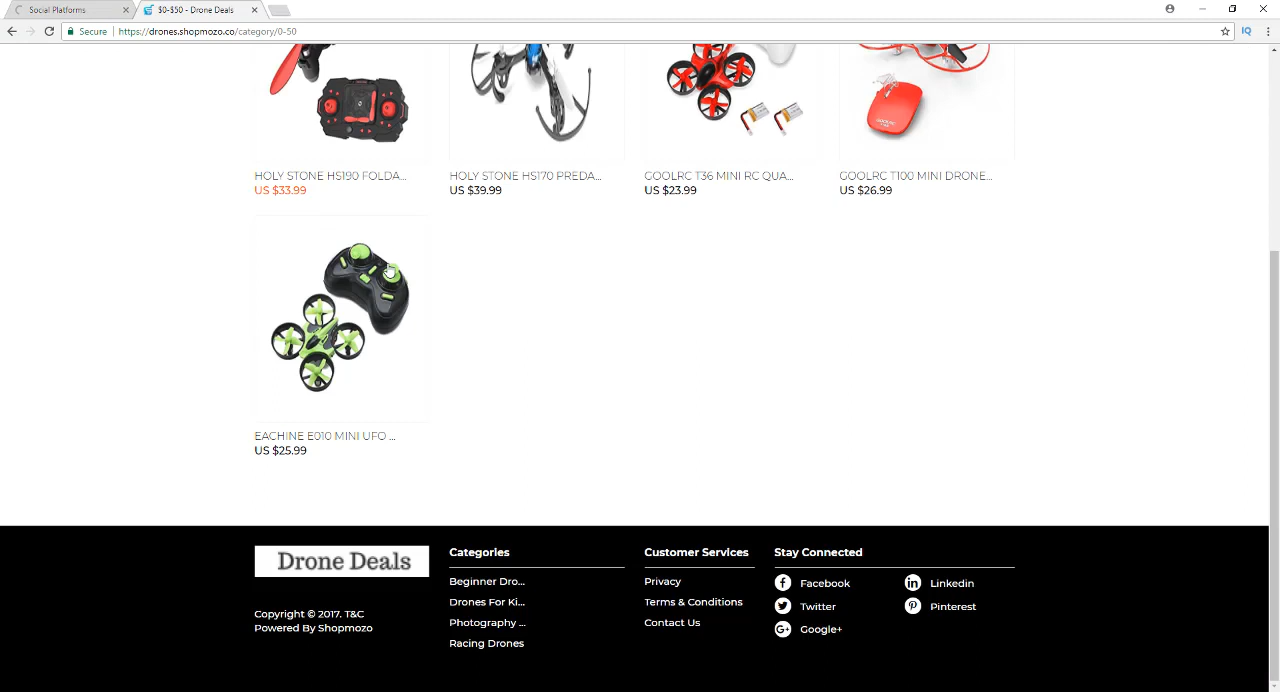 Social Platforms
$0-$50 - Drone Deals
Secure
https://drones.shopmozo.co/category/0-50
IQ
HOLY STONE HS190 FOLDA...
US $33.99
HOLY STONE HS170 PREDA...
US $39.99
GOOLRC T36 MINI RC QUA...
US $23.99
GOOLRC T100 MINI DRONE...
US $26.99
EACHINE E010 MINI UFO ...
US $25.99
Drone Deals
Copyright © 2017. T&C
Powered By Shopmozo
Categories
Beginner Dro...
Drones For Ki...
Photography ...
Racing Drones
Customer Services
Privacy
Terms & Conditions
Contact Us
Stay Connected
Facebook
Twitter
Google+
Linkedin
Pinterest